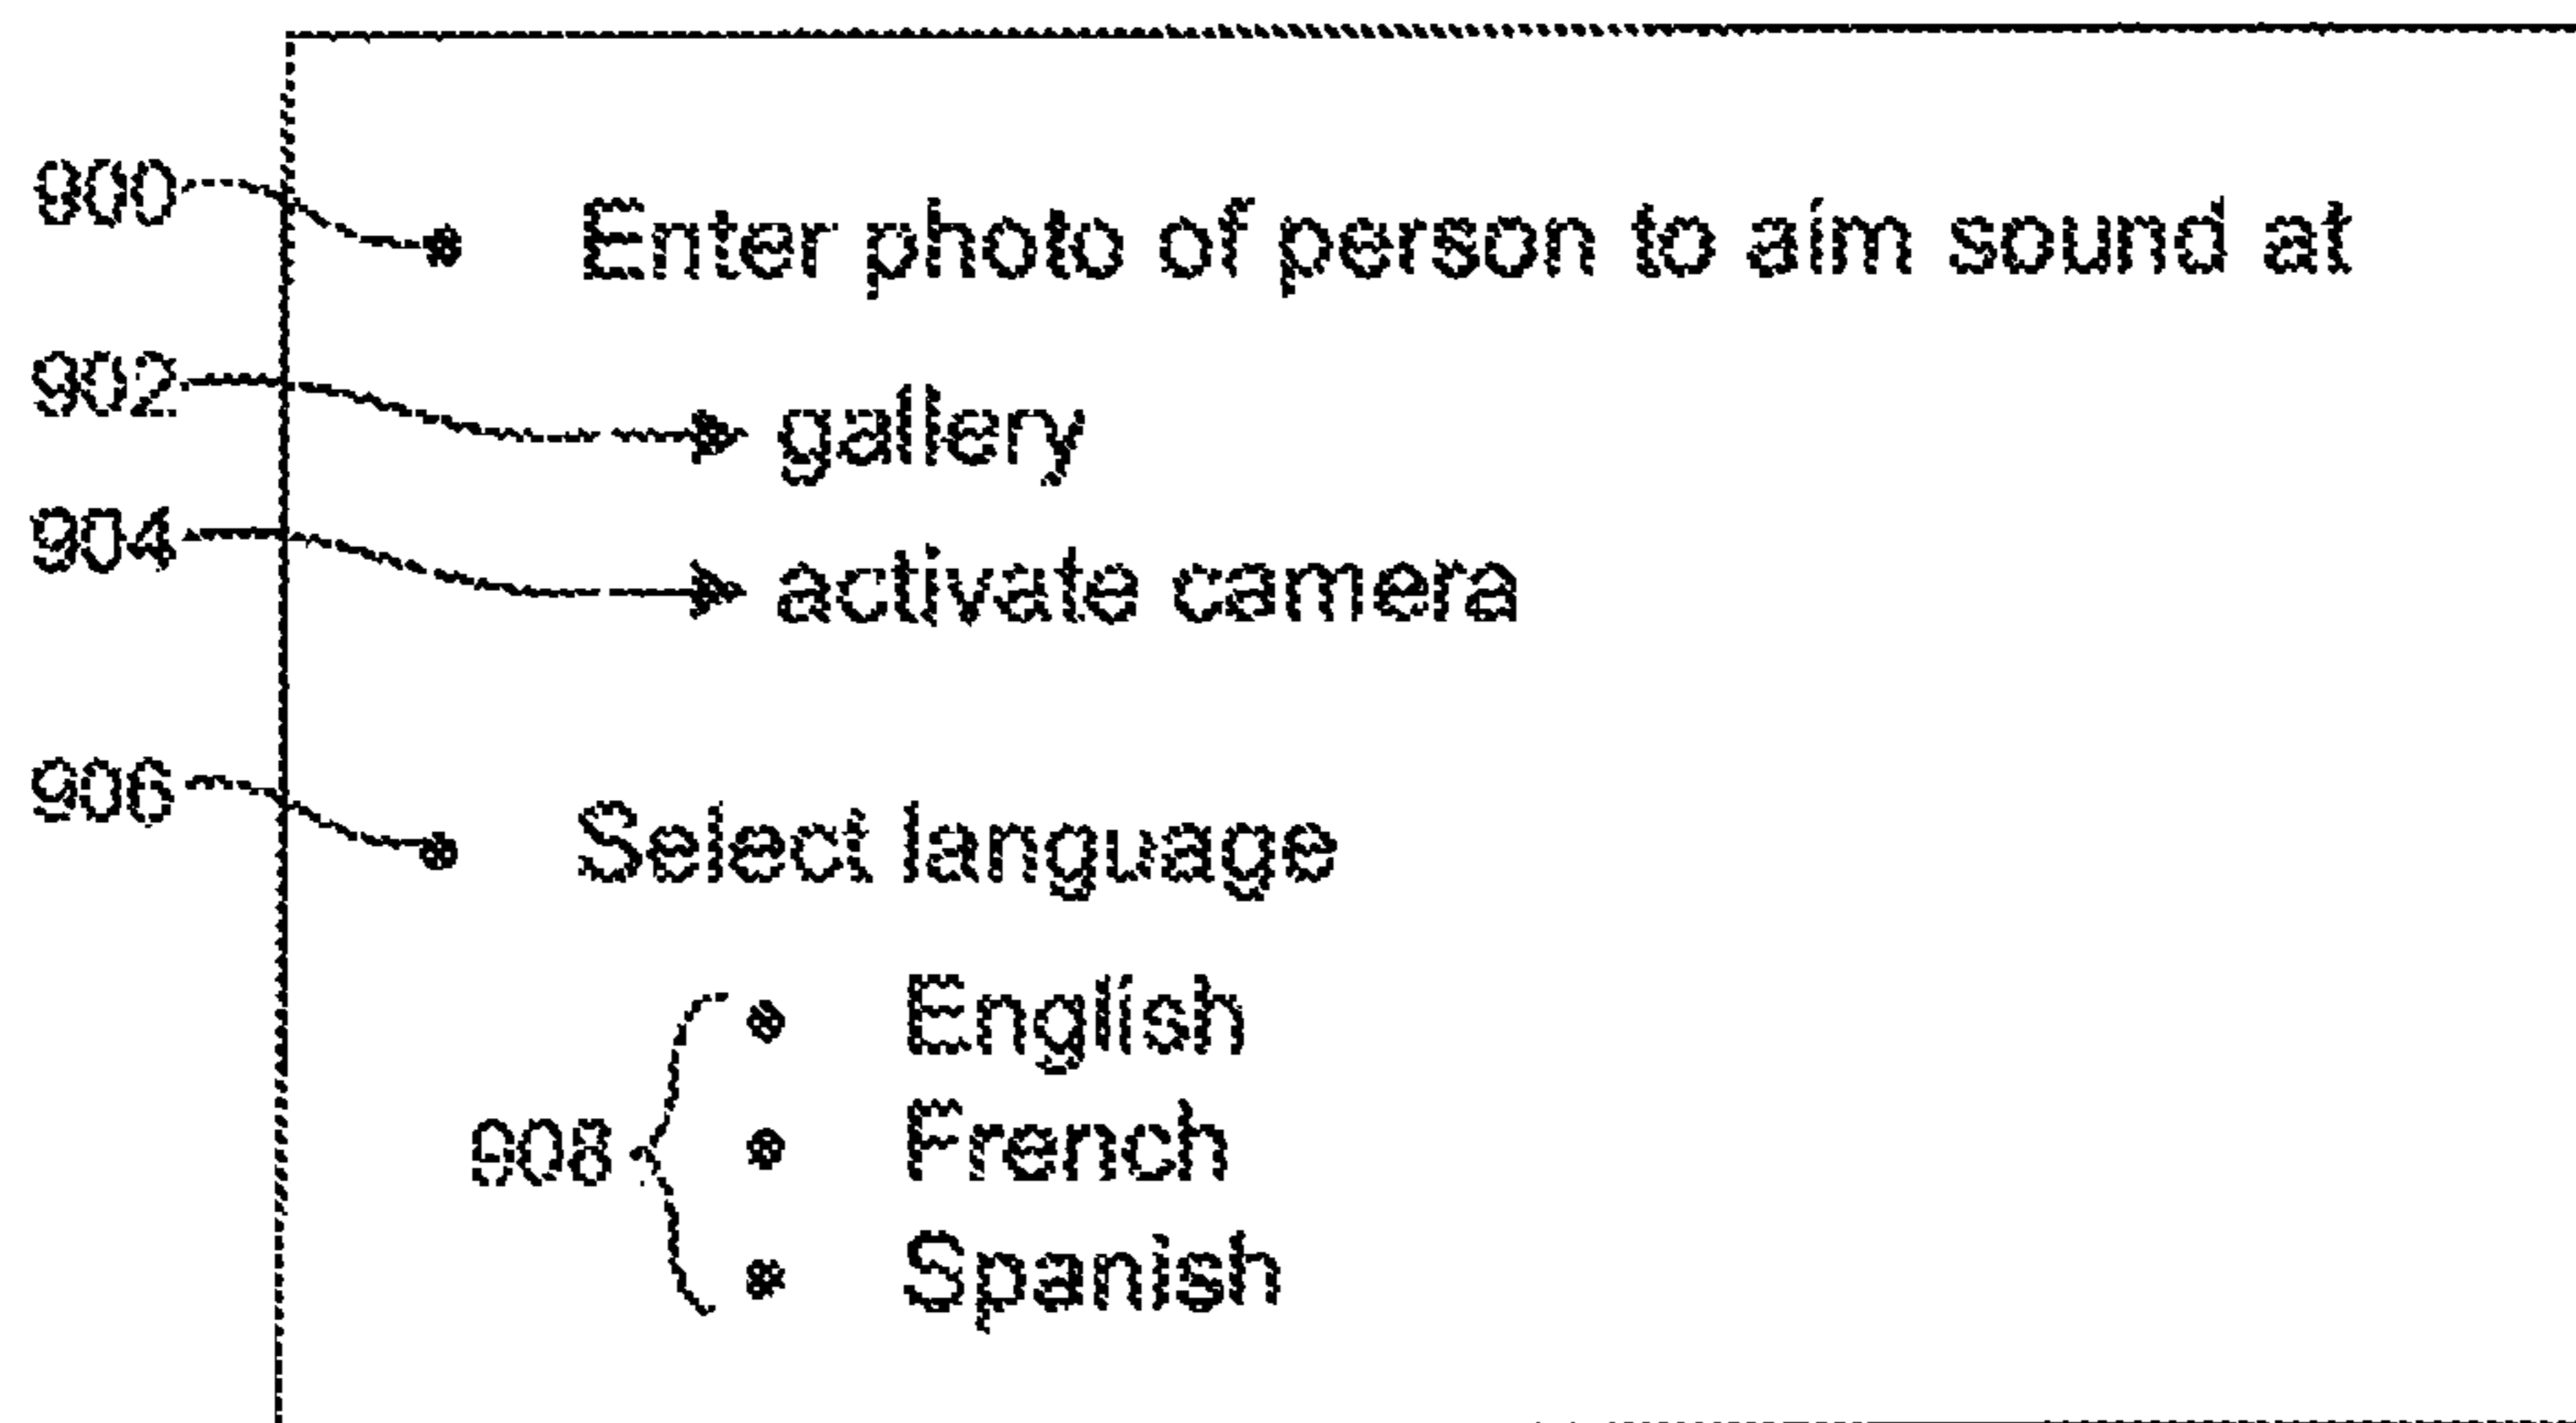 900 Enter photo of person to aim sound at
902 gallery
904 activate camera
906 Select language
English
908 French
Spanish